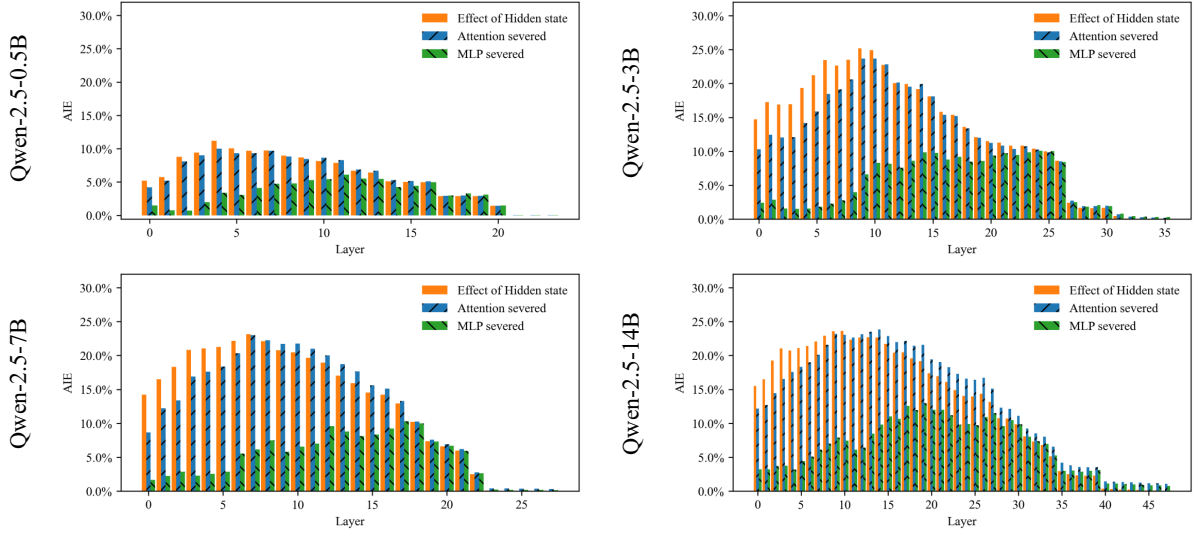 Qwen-2.5-0.5B
AIE
30.0%
25.0%
20.0%
15.0%
10.0%
5.0%
0.0%
Effect of Hidden state
Attention severed
MLP severed
0 5 10 15 20
Layer
Qwen-2.5-3B
AIE
30.0%
25.0%
20.0%
15.0%
10.0%
5.0%
0.0%
Effect of Hidden state
Attention severed
MLP severed
0 5 10 15 20 25 30 35
Layer
Qwen-2.5-7B
AIE
30.0%
25.0%
20.0%
15.0%
10.0%
5.0%
0.0%
Effect of Hidden state
Attention severed
MLP severed
0 5 10 15 20 25
Layer
Qwen-2.5-14B
AIE
30.0%
25.0%
20.0%
15.0%
10.0%
5.0%
0.0%
Effect of Hidden state
Attention severed
MLP severed
0 5 10 15 20 25 30 35 40 45
Layer